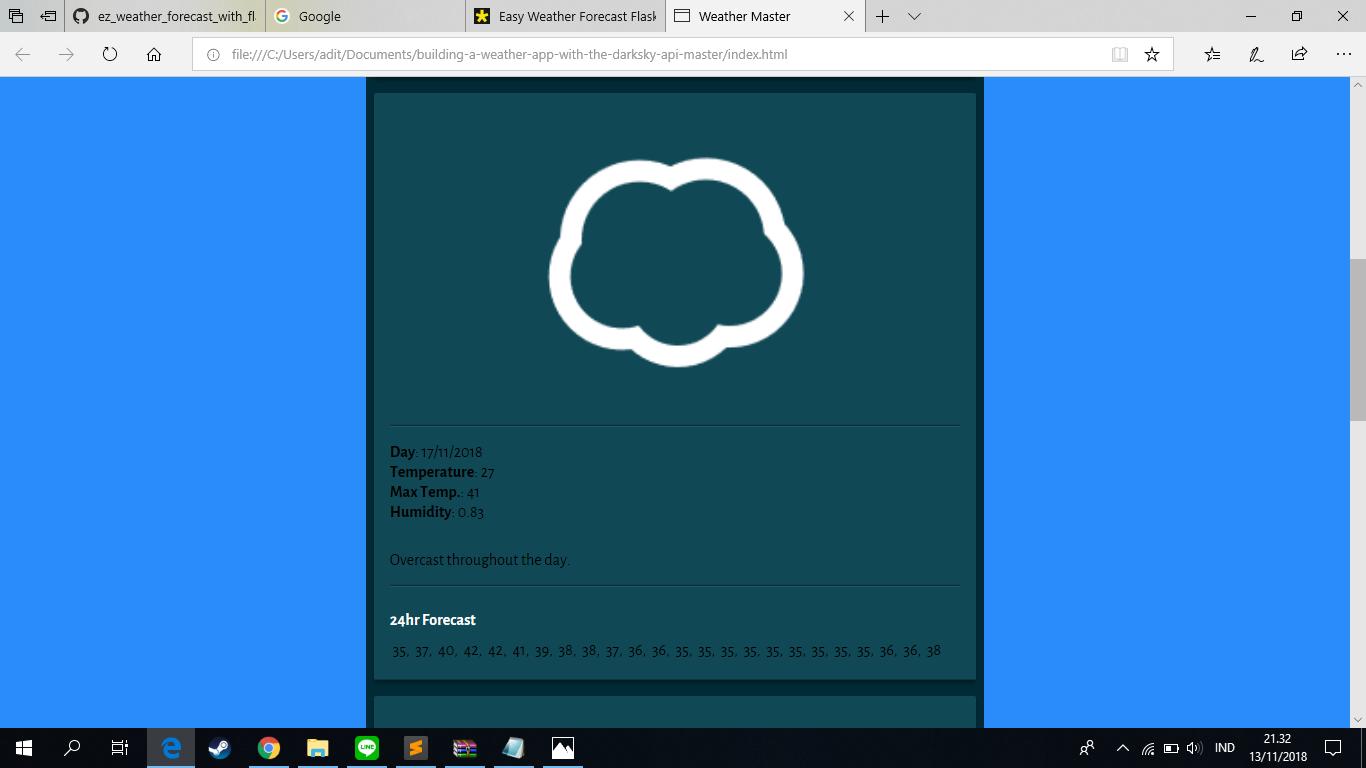 ez_weather_forecast_with_fl
Google
Easy Weather Forecast Flask
Weather Master
file:///C:/Users/adit/Documents/building-a-weather-app-with-the-darksky-api-master/index.html
Day: 17/11/2018
Temperature: 27
Max Temp.: 41
Humidity: 0.83
Overcast throughout the day.
24hr Forecast
35, 37, 40, 42, 42, 41, 39, 38, 38, 37, 36, 36, 35, 35, 35, 35, 35, 35, 35, 35, 35, 36, 36, 38
LINE
IND
21.32
13/11/2018